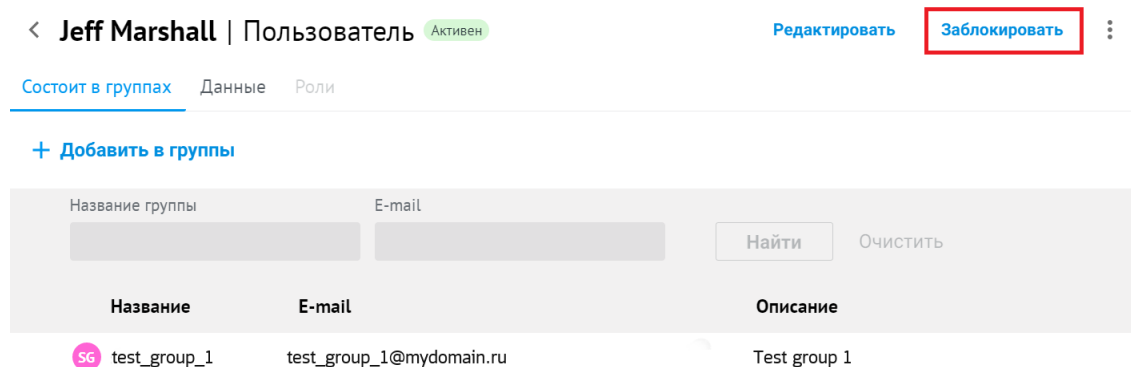 Jeff Marshall | Пользователь Активен Редактировать Заблокировать
Состоит в группах Данные Роли
+ Добавить в группы
Название группы E-mail
Найти Очистить
Название E-mail Описание
SG test_group_1 test_group_1@mydomain.ru Test group 1